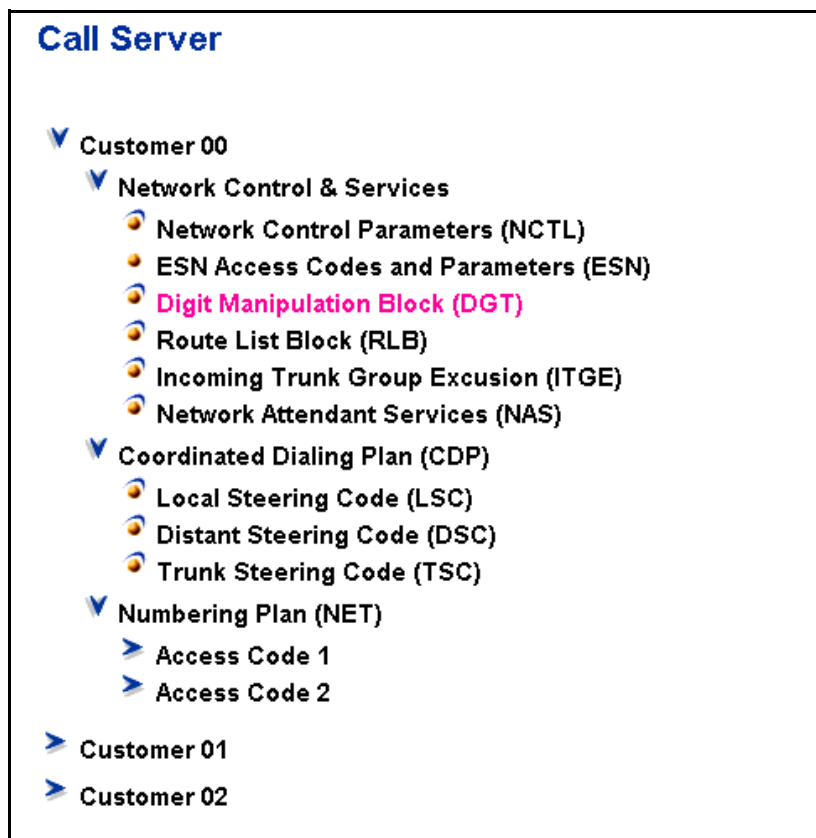 Call Server
Customer 00
Network Control & Services
Network Control Parameters (NCTL)
ESN Access Codes and Parameters (ESN)
Digit Manipulation Block (DGT)
Route List Block (RLB)
Incoming Trunk Group Excusion (ITGE)
Network Attendant Services (NAS)
Coordinated Dialing Plan (CDP)
Local Steering Code (LSC)
Distant Steering Code (DSC)
Trunk Steering Code (TSC)
Numbering Plan (NET)
Access Code 1
Access Code 2
Customer 01
Customer 02